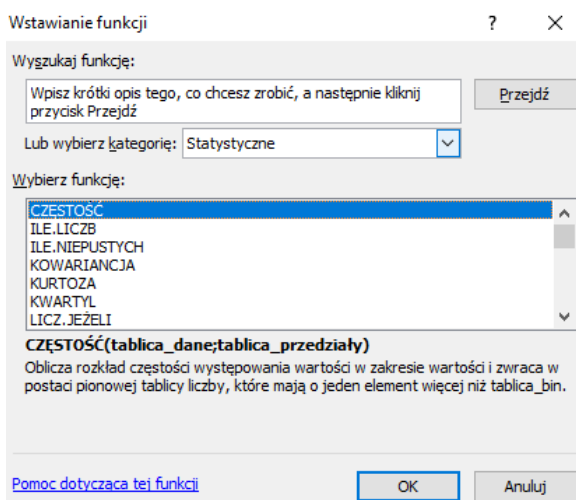 Wstawianie funkcji ? ×
Wyszukaj funkcję:
Wpisz krótki opis tego, co chcesz zrobić, a następnie kliknij
przycisk Przejdź
Przejdź
Lub wybierz kategorię: Statystyczne
Wybierz funkcję:
CZĘSTOŚĆ
ILE.LICZB
ILE.NIEPUSTYCH
KOWARIANCJA
KURTOZA
KWARTYL
LICZ.JEŻELI
CZĘSTOŚĆ(tablica_dane;tablica_przedziały)
Oblicza rozkład częstości występowania wartości w zakresie wartości i zwraca w
postaci pionowej tablicy liczby, które mają o jeden element więcej niż tablica_bin.
Pomoc dotycząca tej funkcji
OK
Anuluj